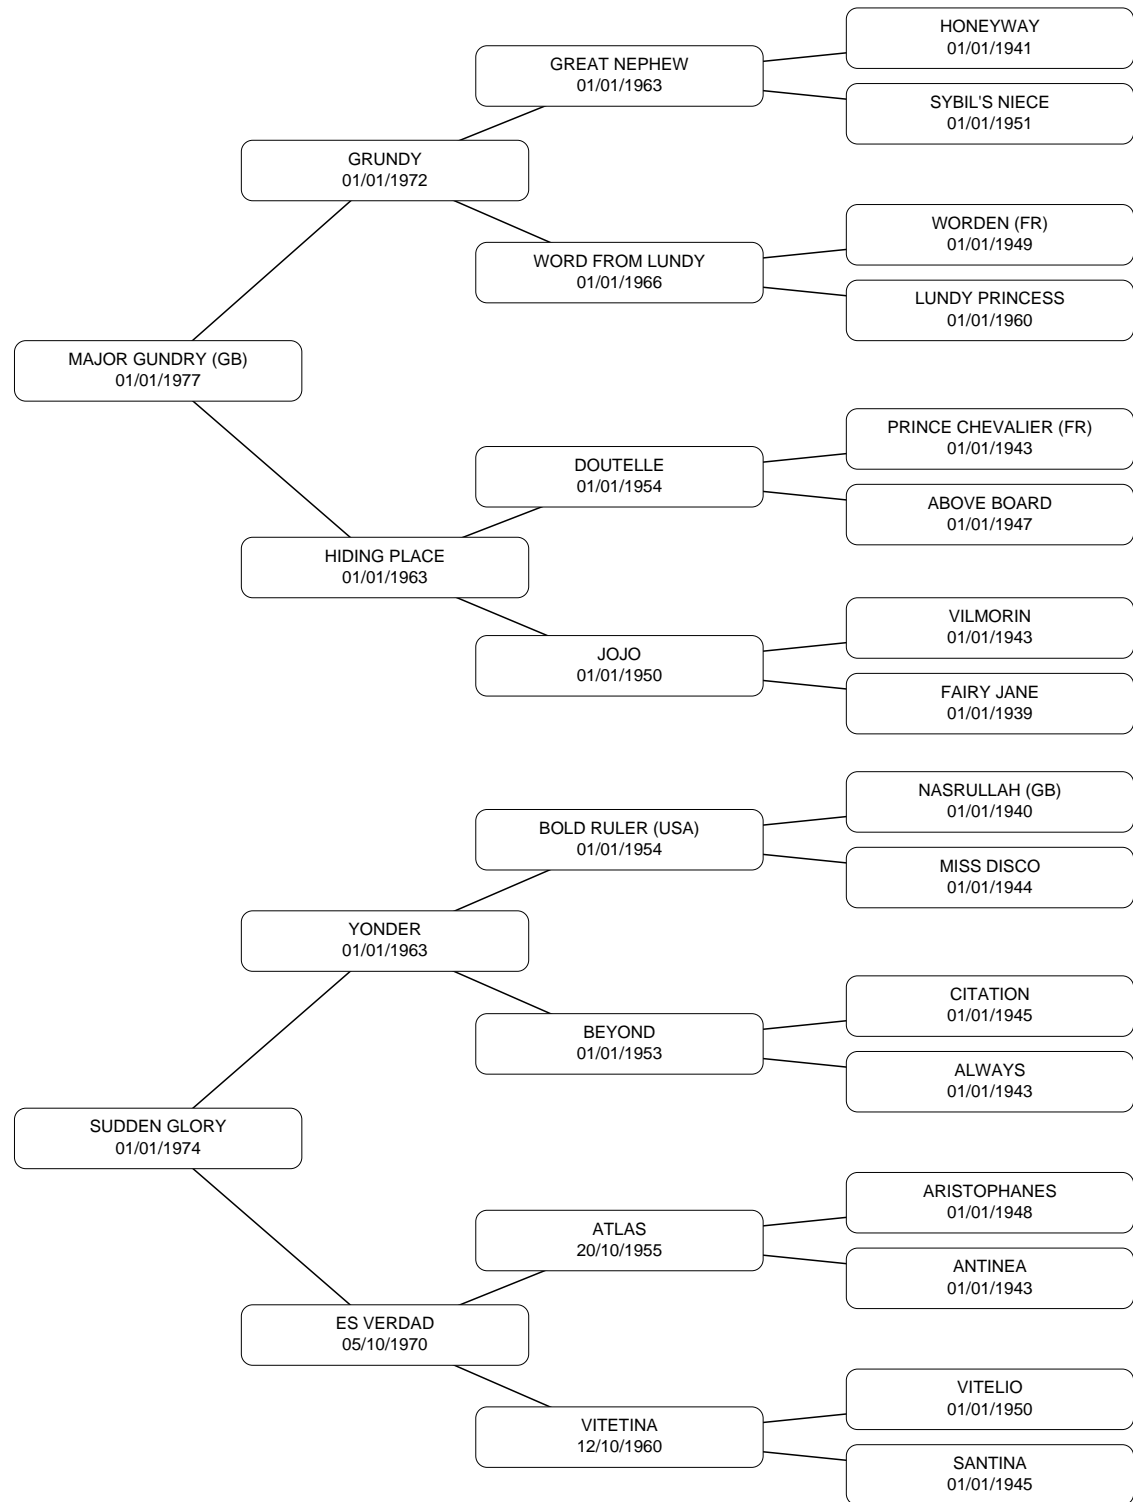 HONEYWAY
01/01/1941
GREAT NEPHEW
01/01/1963
SYBIL'S NIECE
01/01/1951
GRUNDY
01/01/1972
WORDEN (FR)
01/01/1949
WORD FROM LUNDY
01/01/1966
LUNDY PRINCESS
01/01/1960
MAJOR GUNDRY (GB)
01/01/1977
PRINCE CHEVALIER (FR)
01/01/1943
DOUTELLE
01/01/1954
ABOVE BOARD
01/01/1947
HIDING PLACE
01/01/1963
VILMORIN
01/01/1943
JOJO
01/01/1950
FAIRY JANE
01/01/1939
NASRULLAH (GB)
01/01/1940
BOLD RULER (USA)
01/01/1954
MISS DISCO
01/01/1944
YONDER
01/01/1963
CITATION
01/01/1945
BEYOND
01/01/1953
ALWAYS
01/01/1943
SUDDEN GLORY
01/01/1974
ARISTOPHANES
01/01/1948
ATLAS
20/10/1955
ANTINEA
01/01/1943
ES VERDAD
05/10/1970
VITELIO
01/01/1950
VITETINA
12/10/1960
SANTINA
01/01/1945